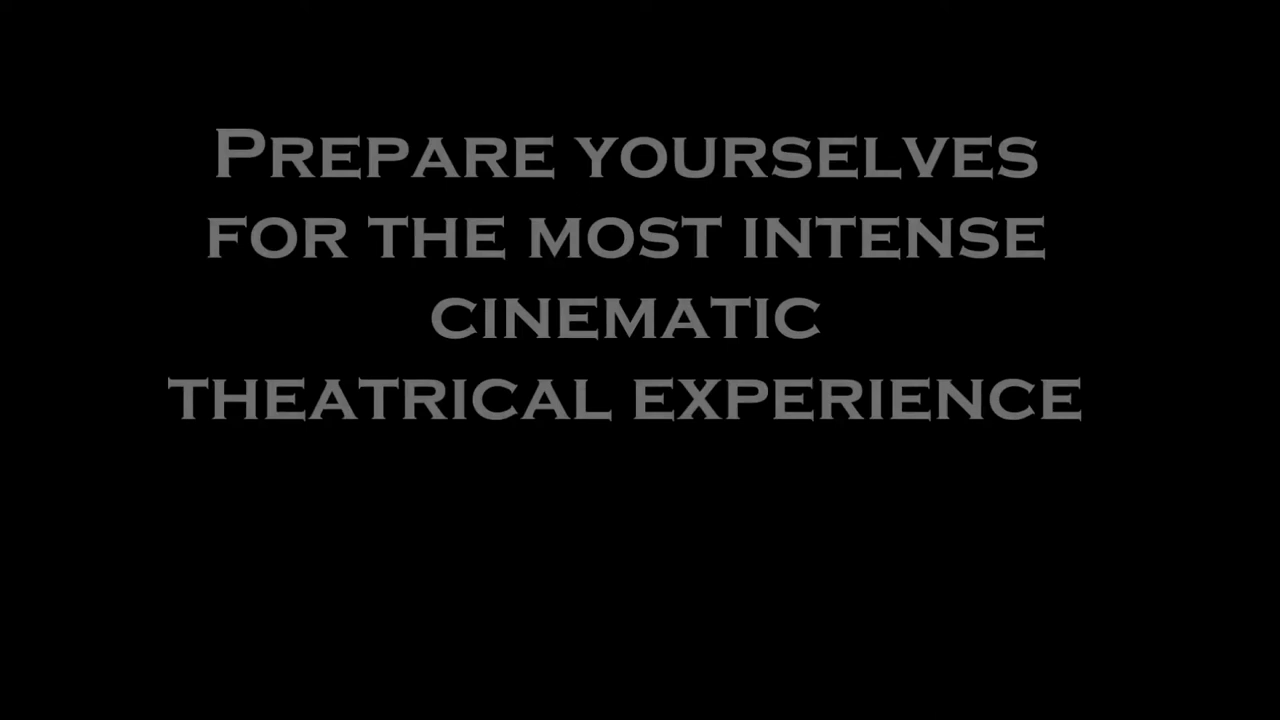 Prepare yourselves
for the most intense
cinematic
theatrical experience